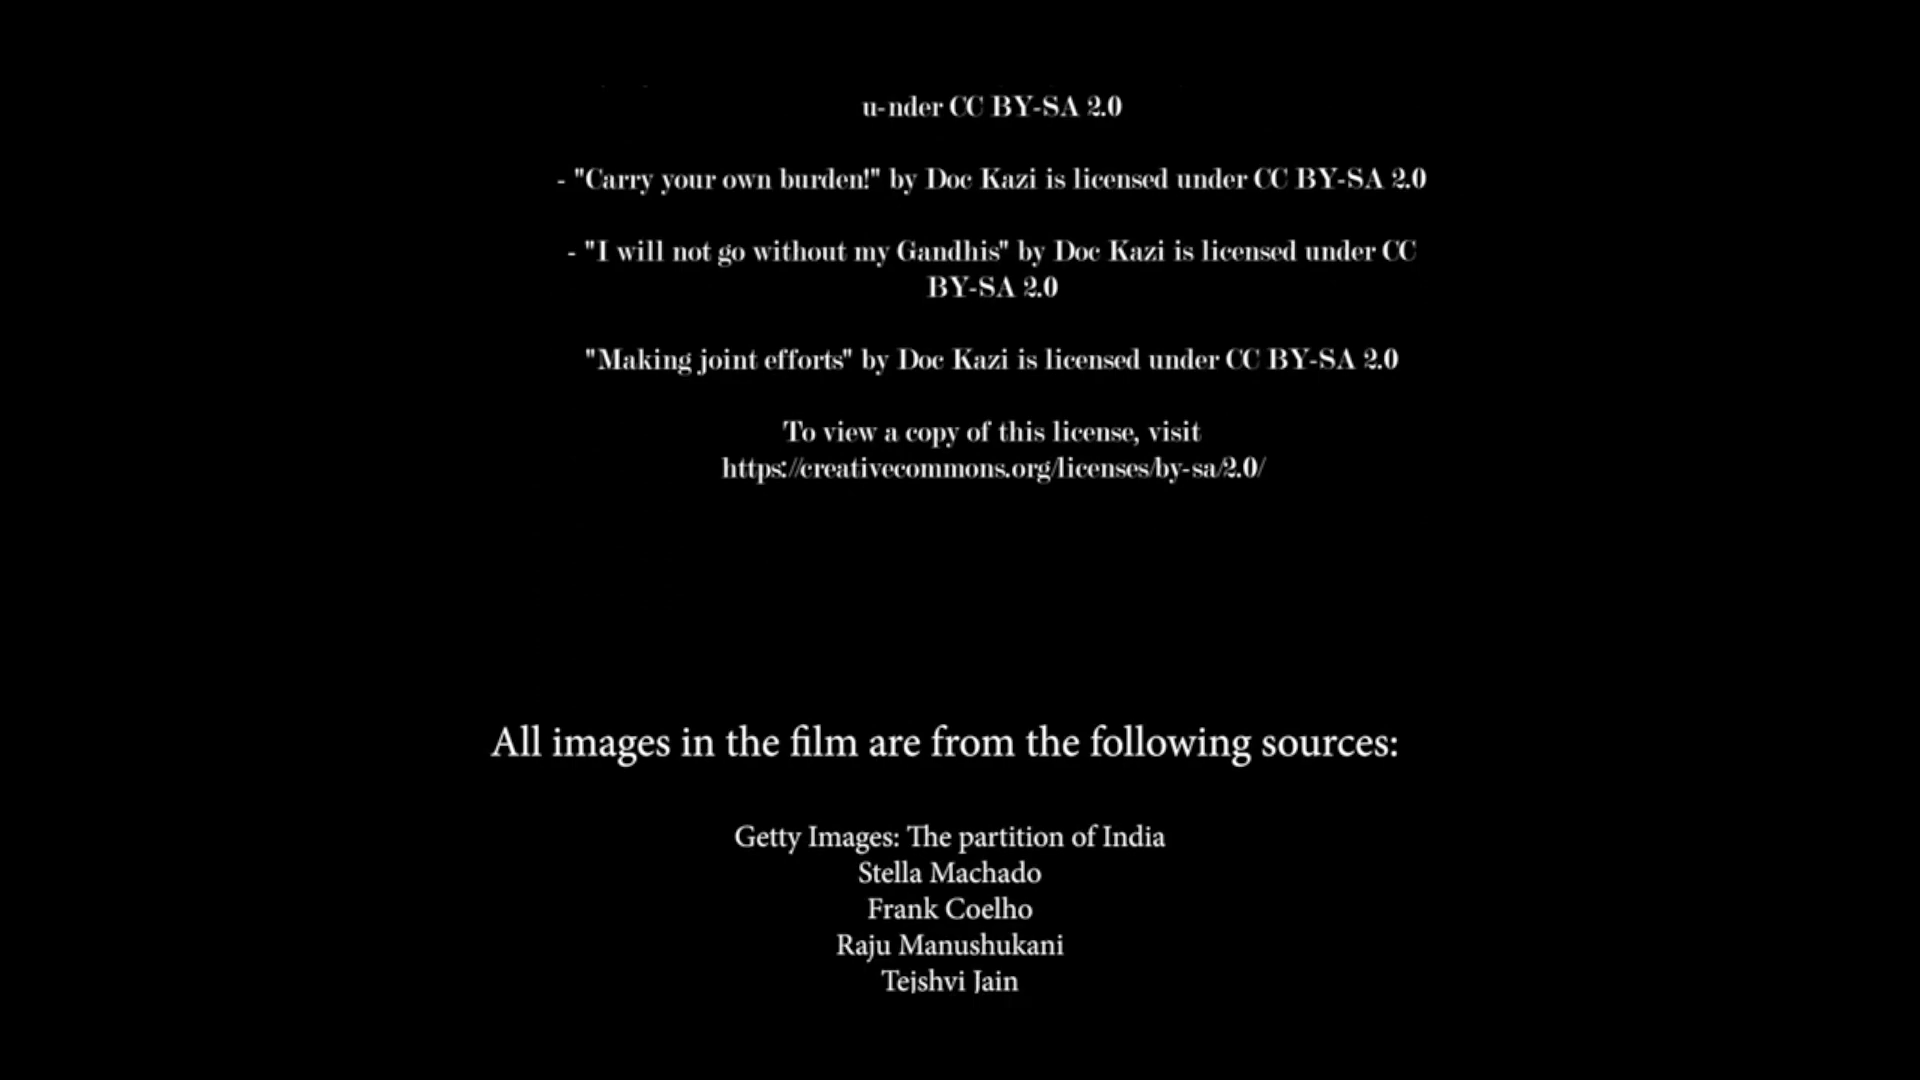 u-nder CC BY-SA 2.0
- "Carry your own burden!" by Doc Kazi is licensed under CC BY-SA 2.0
- "I will not go without my Gandhis" by Doc Kazi is licensed under CC
BY-SA 2.0
"Making joint efforts" by Doc Kazi is licensed under CC BY-SA 2.0
To view a copy of this license, visit
https://creativecommons.org/licenses/by-sa/2.0/
All images in the film are from the following sources:
Getty Images: The partition of India
Stella Machado
Frank Coelho
Raju Manushukani
Tejshvi Jain